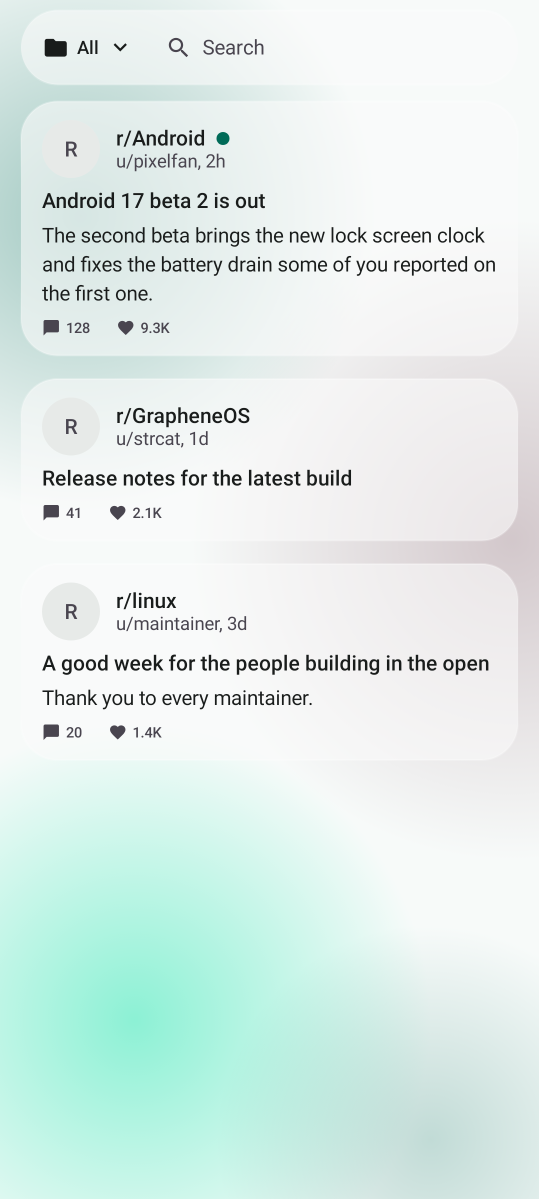 All
Search
R
r/Android
u/pixelfan, 2h
Android 17 beta 2 is out
The second beta brings the new lock screen clock
and fixes the battery drain some of you reported on
the first one.
128 9.3K
R
r/GrapheneOS
u/strcat, 1d
Release notes for the latest build
41 2.1K
R
r/linux
u/maintainer, 3d
A good week for the people building in the open
Thank you to every maintainer.
20 1.4K